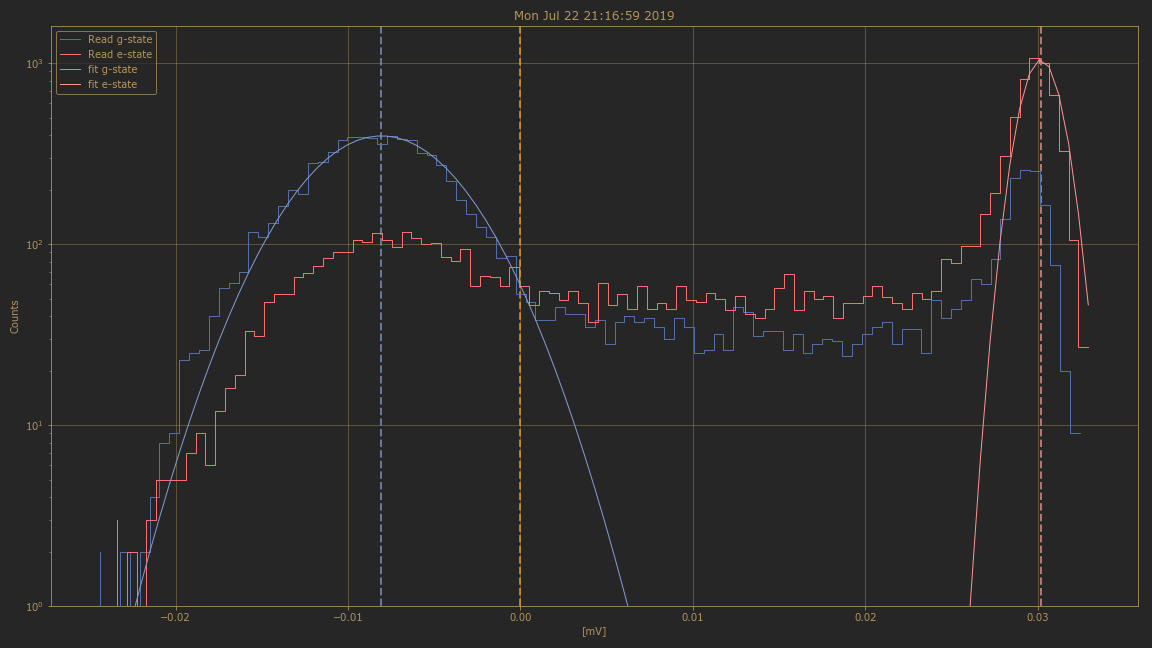 Mon Jul 22 21:16:59 2019
Read g-state
Read e-state
fit g-state
fit e-state
10³
10²
10¹
10⁰
Counts
−0.02 −0.01 0.00 0.01 0.02 0.03
[mV]